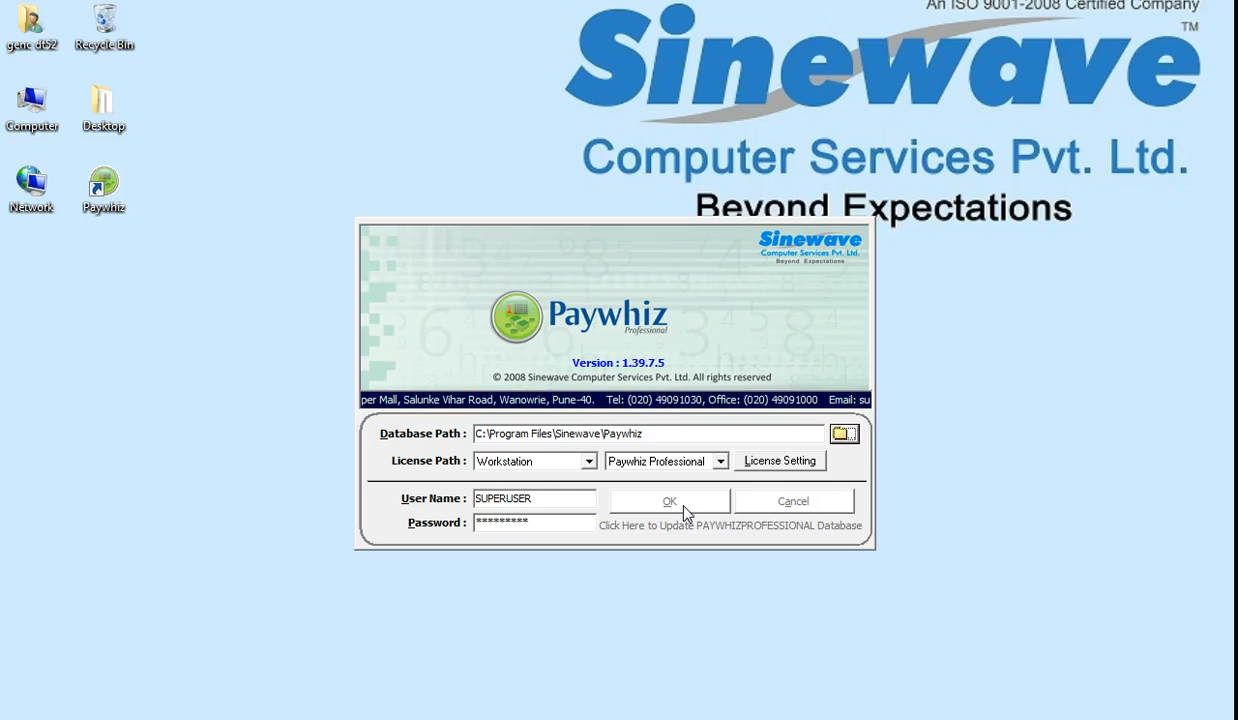 An ISO 9001-2008 Certified Company
Sinewave
TM
Computer Services Pvt. Ltd.
Beyond Expectations
genc dt52
Recycle Bin
Computer
Desktop
Network
Paywhiz
Sinewave
Computer Services Pvt. Ltd.
Beyond Expectations
Paywhiz
Professional
Version : 1.39.7.5
© 2008 Sinewave Computer Services Pvt. Ltd. All rights reserved
per Mall, Salunke Vihar Road, Wanowrie, Pune-40. Tel: (020) 49091030, Office: (020) 49091000 Email: su
Database Path : C:\Program Files\Sinewave\Paywhiz
License Path : Workstation Paywhiz Professional License Setting
User Name : SUPERUSER OK Cancel
Password : ********* Click Here to Update PAYWHIZPROFESSIONAL Database